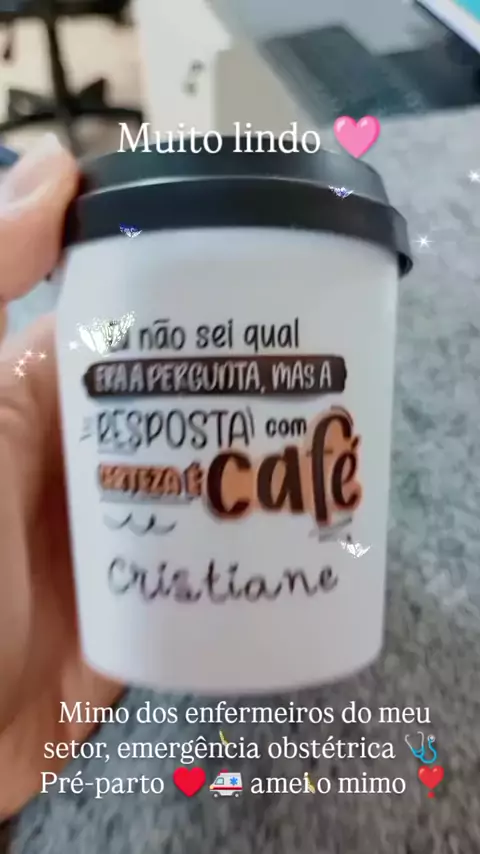 Muito lindo 🩷
não sei qual
ERA A PERGUNTA, MAS A
RESPOSTA com
CERTEZA É café
Cristiane
Mimo dos enfermeiros do meu
setor, emergência obstétrica 🩺
Pré-parto ♥️🚑 amei o mimo ❣️